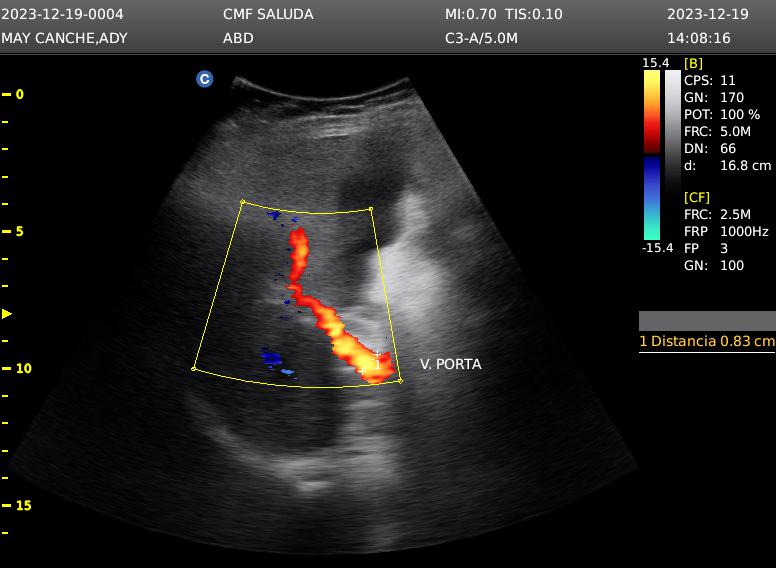 2023-12-19-0004 CMF SALUDA MI:0.70 TIS:0.10 2023-12-19
MAY CANCHE,ADY ABD C3-A/5.0M 14:08:16
C
15.4 [B]
CPS: 11
GN: 170
POT: 100 %
FRC: 5.0M
DN: 66
d: 16.8 cm
[CF]
FRC: 2.5M
FRP 1000Hz
-15.4 FP 3
GN: 100
0
5
10
15
1 Distancia 0.83 cm
1
V. PORTA